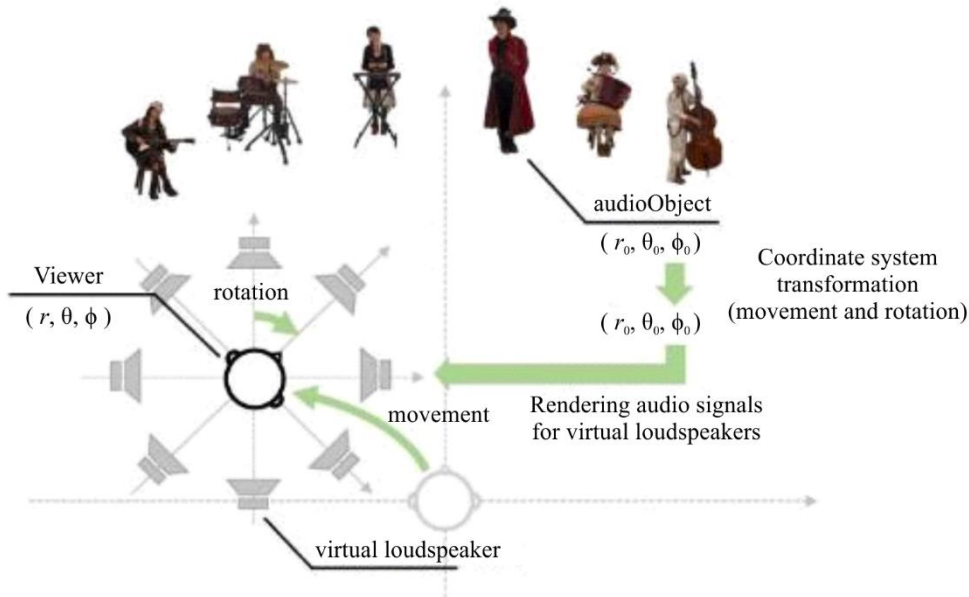 audioObject
( r₀, θ₀, ϕ₀)
Coordinate system
transformation
(movement and rotation)
Viewer
( r, θ, ϕ )
rotation
( r₀, θ₀, ϕ₀)
movement
Rendering audio signals
for virtual loudspeakers
virtual loudspeaker